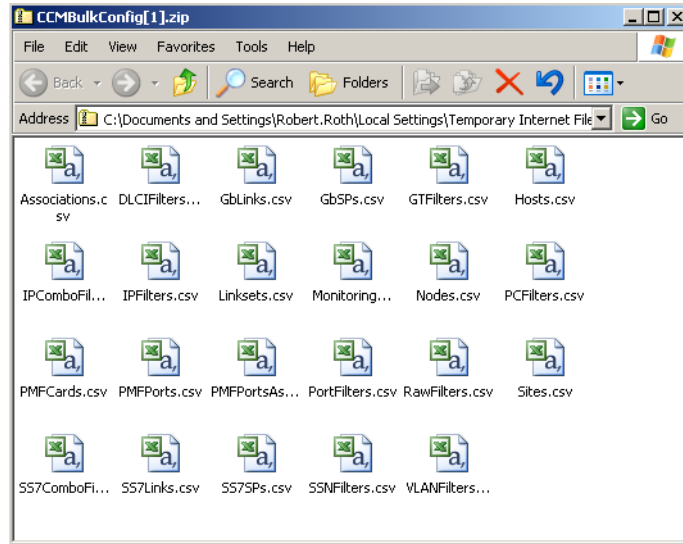 CCMBulkConfig[1].zip
File Edit View Favorites Tools Help
Back Search Folders
Address C:\Documents and Settings\Robert.Roth\Local Settings\Temporary Internet File Go
a, a, a, a, a, a,
Associations.c DLCIFilters... GbLinks.csv GbSPs.csv GTFilters.csv Hosts.csv
sv
a, a, a, a, a, a,
IPComboFil... IPFilters.csv Linksets.csv Monitoring... Nodes.csv PCFilters.csv
a, a, a, a, a, a,
PMFCards.csv PMFPorts.csv PMFPortsAs... PortFilters.csv RawFilters.csv Sites.csv
a, a, a, a, a,
SS7ComboFi... SS7Links.csv SS7SPs.csv SSNFilters.csv VLANFilters...